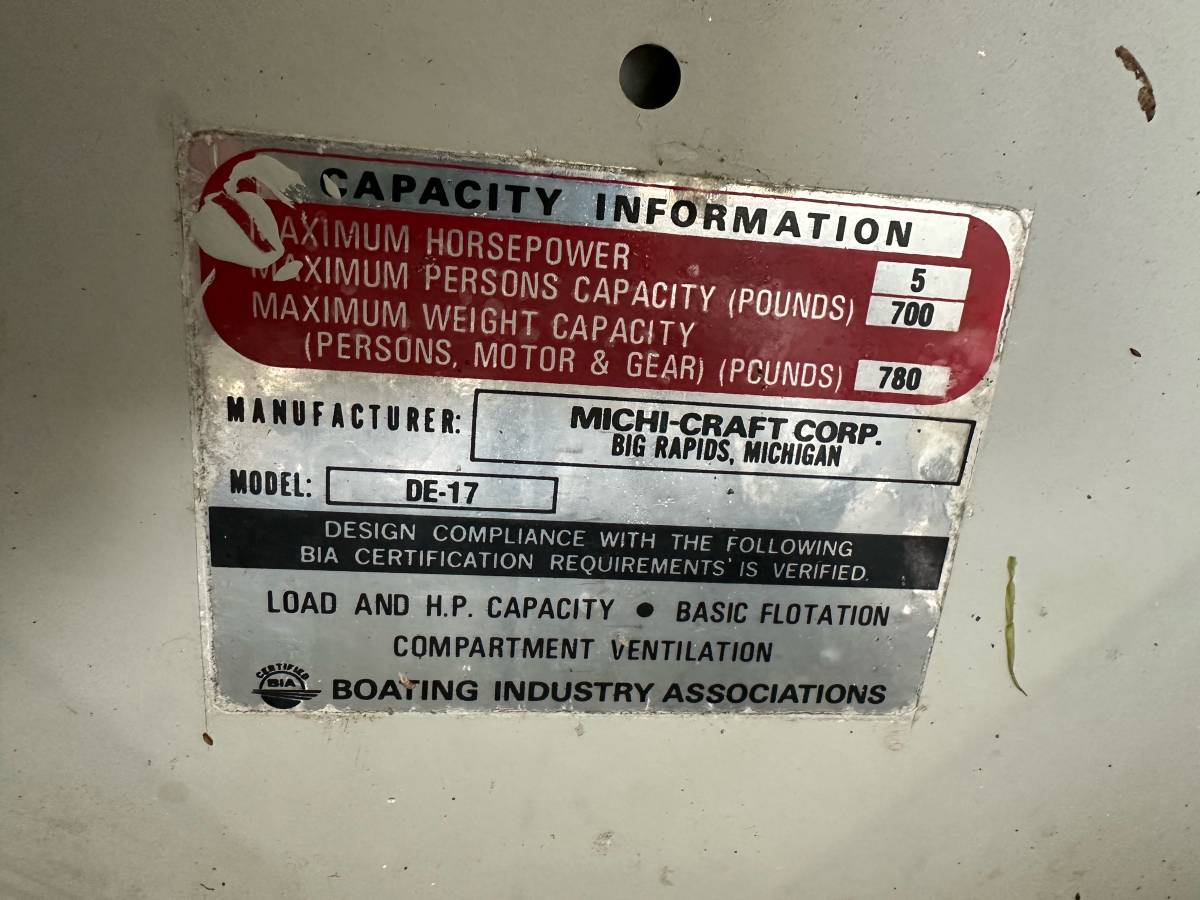 CAPACITY INFORMATION
MAXIMUM HORSEPOWER 5
MAXIMUM PERSONS CAPACITY (POUNDS) 700
MAXIMUM WEIGHT CAPACITY
(PERSONS, MOTOR & GEAR) (POUNDS) 780
MANUFACTURER: MICHI-CRAFT CORP.
BIG RAPIDS, MICHIGAN
MODEL: DE-17
DESIGN COMPLIANCE WITH THE FOLLOWING
BIA CERTIFICATION REQUIREMENTS' IS VERIFIED.
LOAD AND H.P. CAPACITY • BASIC FLOTATION
COMPARTMENT VENTILATION
CERTIFIED
BIA
BOATING INDUSTRY ASSOCIATIONS